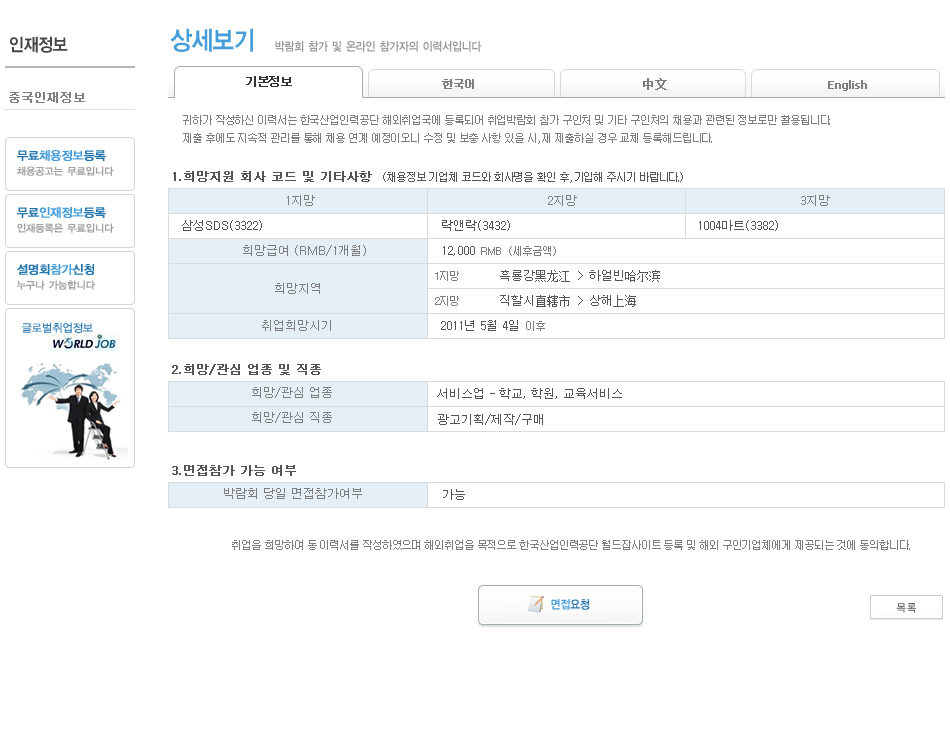 인재정보
중국인재정보
무료채용정보등록
채용공고는 무료입니다
무료인재정보등록
인재등록은 무료입니다
설명회참가신청
누구나 가능합니다
글로벌취업정보
WORLD JOB
상세보기 박람회 참가 및 온라인 참가자의 이력서입니다
기본정보 한국어 中文 English
귀하가 작성하신 이력서는 한국산업인력공단 해외취업국에 등록되어 취업박람회 참가 구인처 및 기타 구인처의 채용과 관련된 정보로만 활용됩니다.
제출 후에도 지속적 관리를 통해 채용 연계 예정이오니 수정 및 보충 사항 있을 시, 재 제출하실 경우 교체 등록해드립니다.
1.희망지원 회사 코드 및 기타사항 (채용정보 기업체 코드와 회사명을 확인 후, 기입해 주시기 바랍니다.)
1지망 2지망 3지망
삼성SDS(3322) 락앤락(3432) 1004마트(3382)
희망급여 (RMB/1개월) 12,000 RMB (세후금액)
희망지역
1지망 흑룡강黑龙江 > 하얼빈哈尔滨
2지망 직할시直辖市 > 상해上海
취업희망시기 2011년 5월 4일 이후
2.희망/관심 업종 및 직종
희망/관심 업종 서비스업 - 학교, 학원, 교육서비스
희망/관심 직종 광고기획/제작/구매
3.면접참가 가능 여부
박람회 당일 면접참가여부 가능
취업을 희망하여 동 이력서를 작성하였으며 해외취업을 목적으로 한국산업인력공단 월드잡사이트 등록 및 해외 구인기업체에게 제공되는 것에 동의합니다.
면접요청
목록